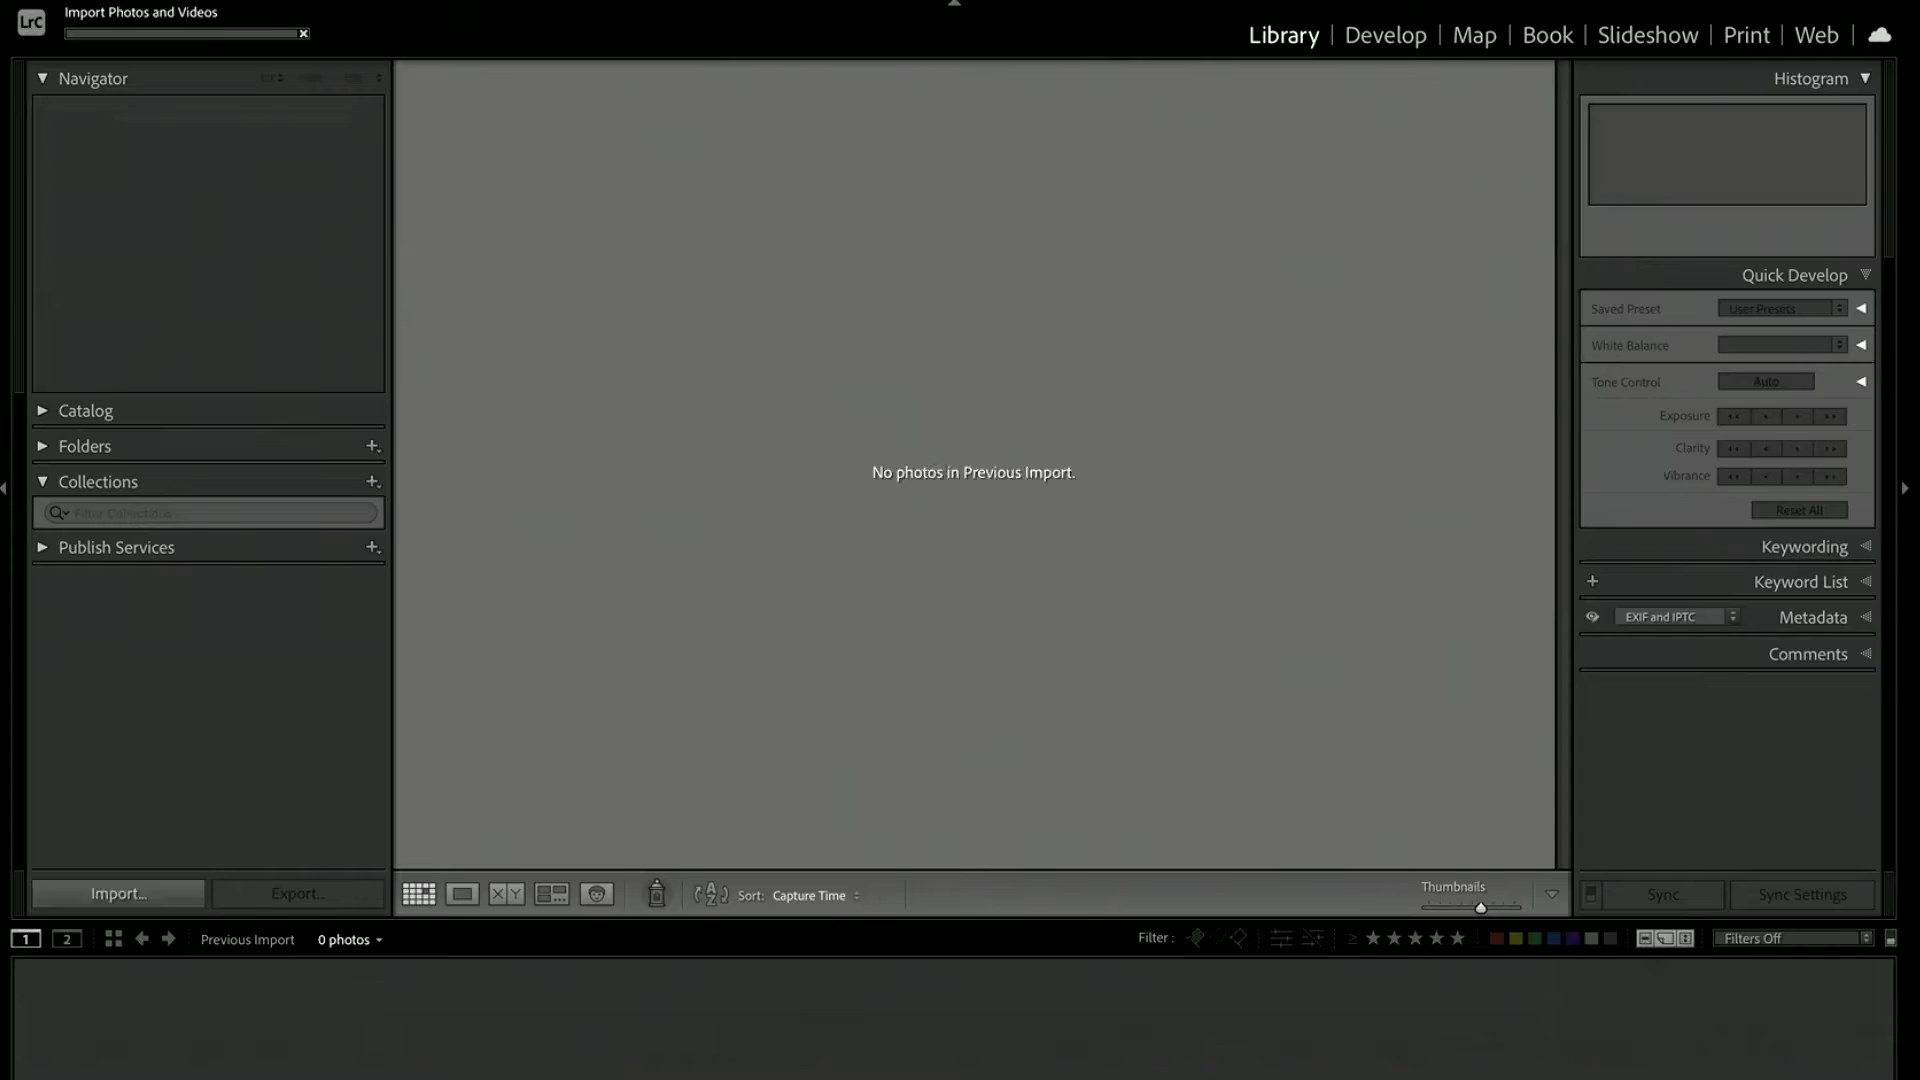 LrC
Import Photos and Videos
Library | Develop | Map | Book | Slideshow | Print | Web
Navigator
Catalog
Folders
Collections
Filter Collections
Publish Services
Import...
Export...
No photos in Previous Import.
XY
Sort: Capture Time
Thumbnails
Histogram
Quick Develop
Saved Preset
User Presets
White Balance
Tone Control
Auto
Exposure
Clarity
Vibrance
Reset All
Keywording
Keyword List
EXIF and IPTC
Metadata
Comments
Sync
Sync Settings
1
2
Previous Import
0 photos
Filter :
Filters Off